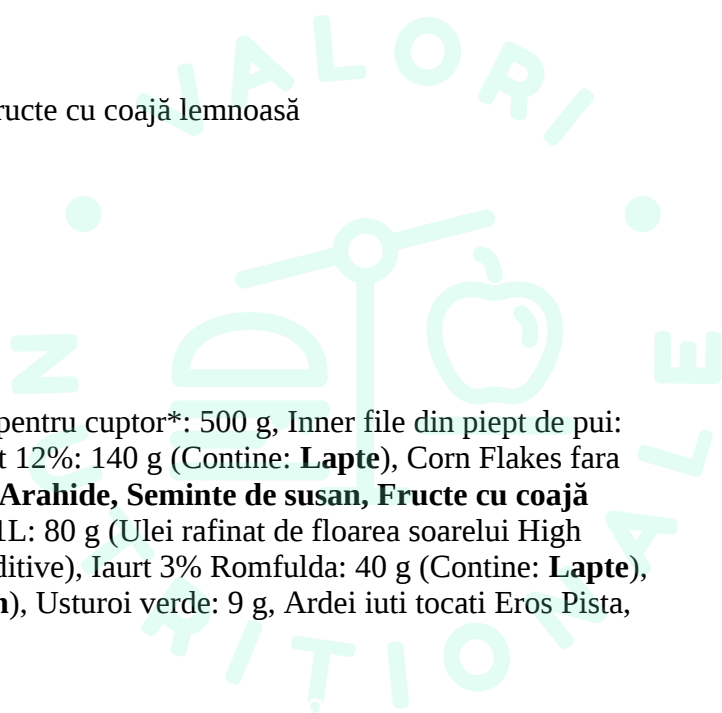 ructe cu coajă lemnoasă
pentru cuptor*: 500 g, Inner file din piept de pui:
t 12%: 140 g (Contine: Lapte), Corn Flakes fara
Arahide, Seminte de susan, Fructe cu coajă
1L: 80 g (Ulei rafinat de floarea soarelui High
ditive), Iaurt 3% Romfulda: 40 g (Contine: Lapte),
), Usturoi verde: 9 g, Ardei iuti tocati Eros Pista,
VALORI
NUTRIȚIONALE